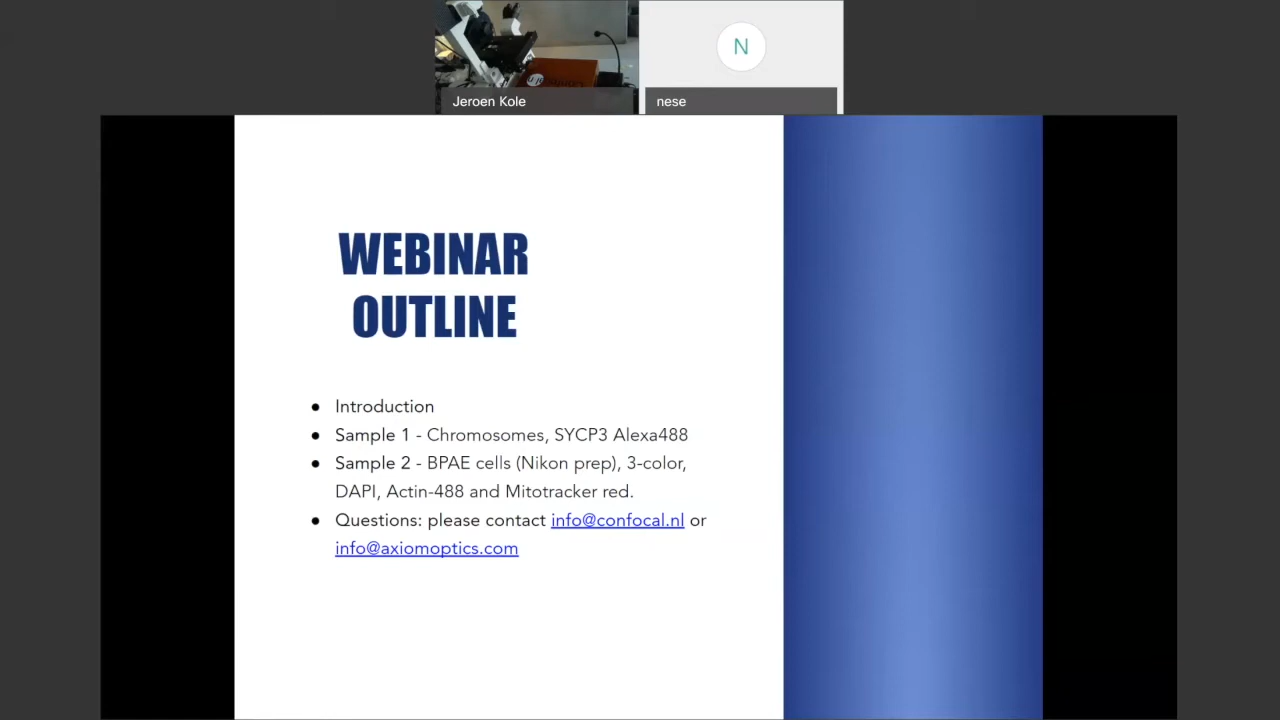 Jeroen Kole
N
nese
WEBINAR
OUTLINE
● Introduction
● Sample 1 - Chromosomes, SYCP3 Alexa488
● Sample 2 - BPAE cells (Nikon prep), 3-color,
DAPI, Actin-488 and Mitotracker red.
● Questions: please contact info@confocal.nl or
info@axiomoptics.com